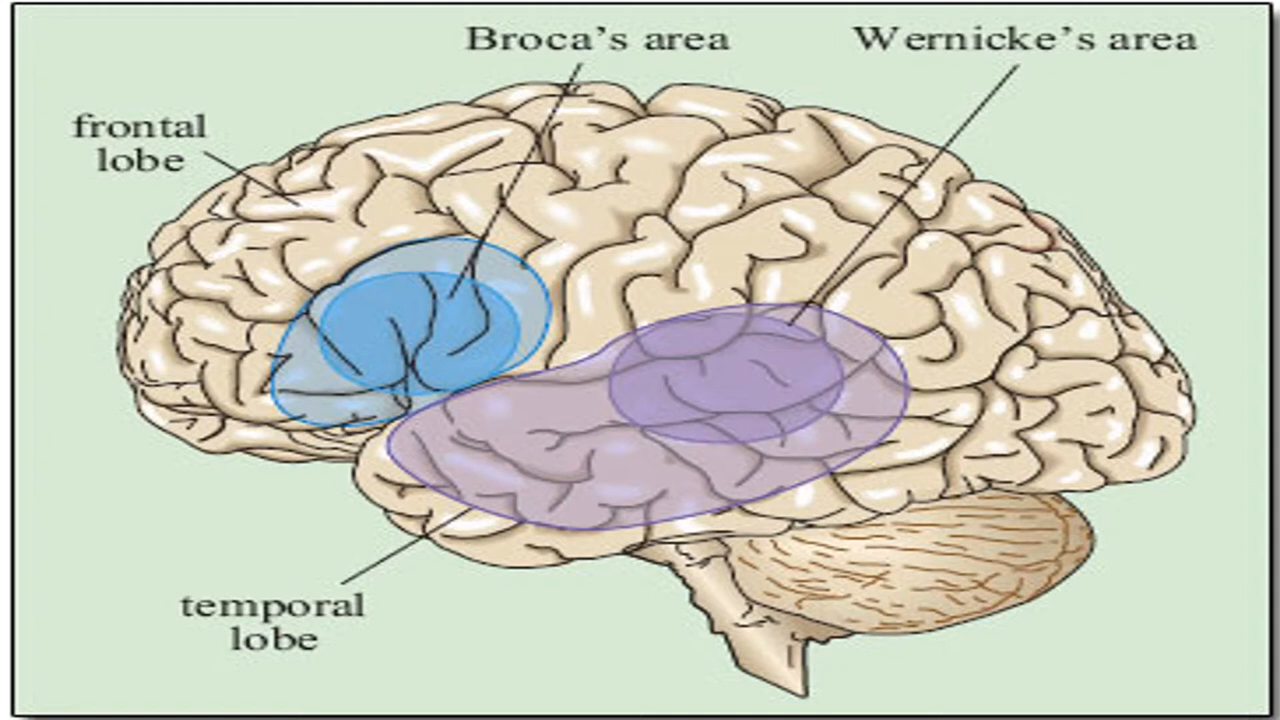 Broca's area
Wernicke's area
frontal
lobe
temporal
lobe